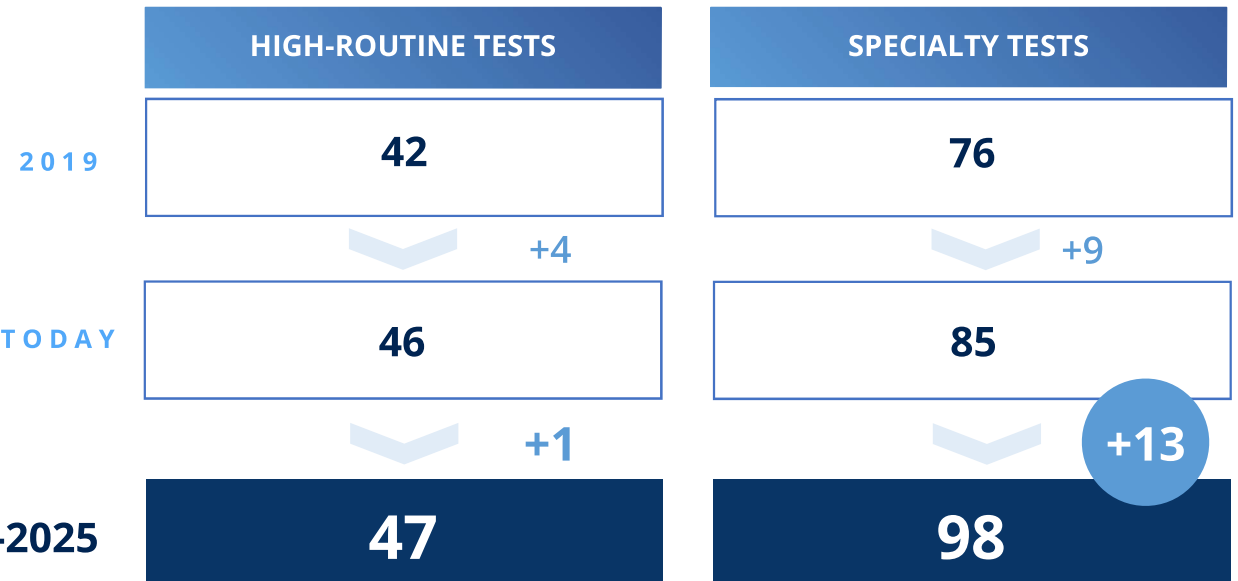 HIGH-ROUTINE TESTS SPECIALTY TESTS
2019 42 76
+4 +9
TODAY 46 85
+1 +13
-2025 47 98